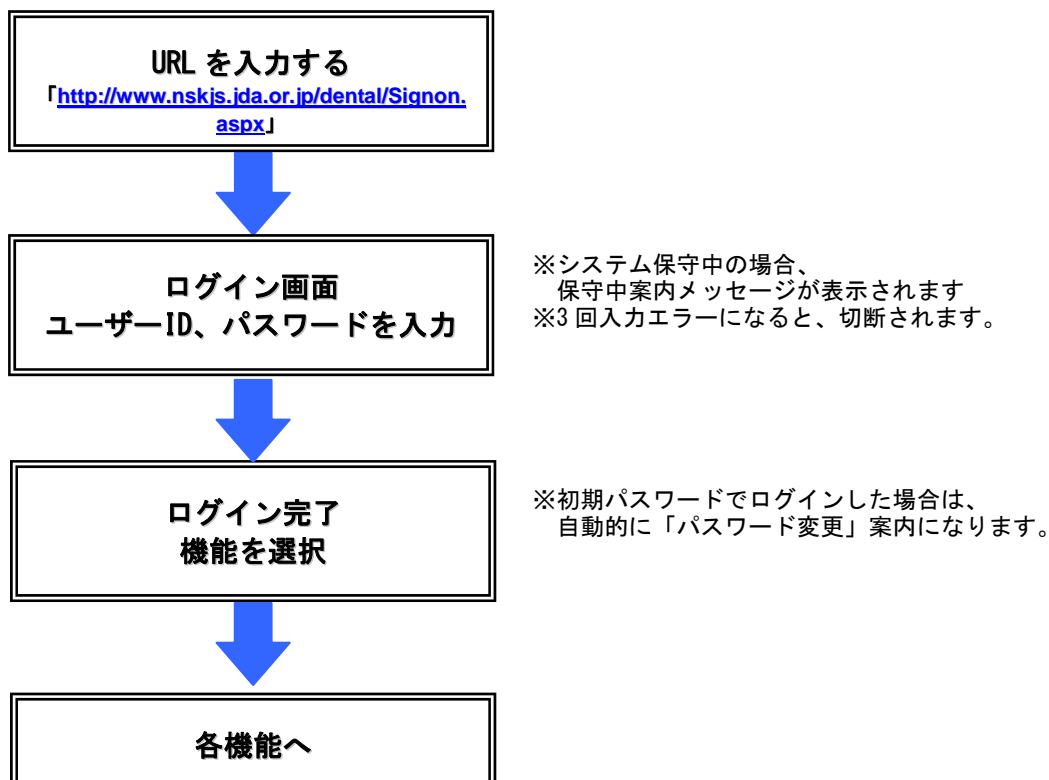 URL を入力する
「http://www.nskjs.jda.or.jp/dental/Signon.
aspx」
ログイン画面
ユーザーID、パスワードを入力
※システム保守中の場合、
保守中案内メッセージが表示されます
※3 回入力エラーになると、切断されます。
ログイン完了
機能を選択
※初期パスワードでログインした場合は、
自動的に「パスワード変更」案内になります。
各機能へ